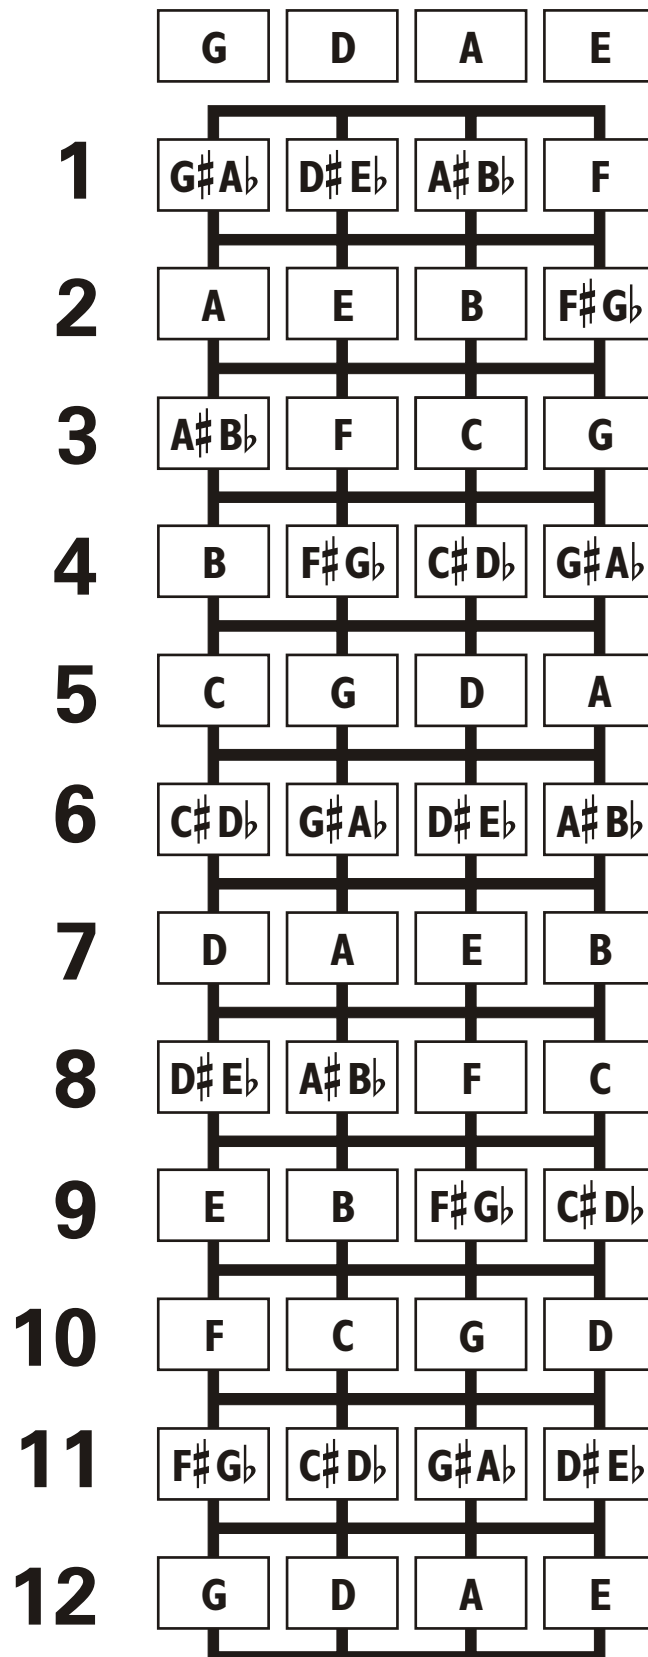 G D A E
1 G♯A♭ D♯E♭ A♯B♭ F
2 A E B F♯G♭
3 A♯B♭ F C G
4 B F♯G♭ C♯D♭ G♯A♭
5 C G D A
6 C♯D♭ G♯A♭ D♯E♭ A♯B♭
7 D A E B
8 D♯E♭ A♯B♭ F C
9 E B F♯G♭ C♯D♭
10 F C G D
11 F♯G♭ C♯D♭ G♯A♭ D♯E♭
12 G D A E